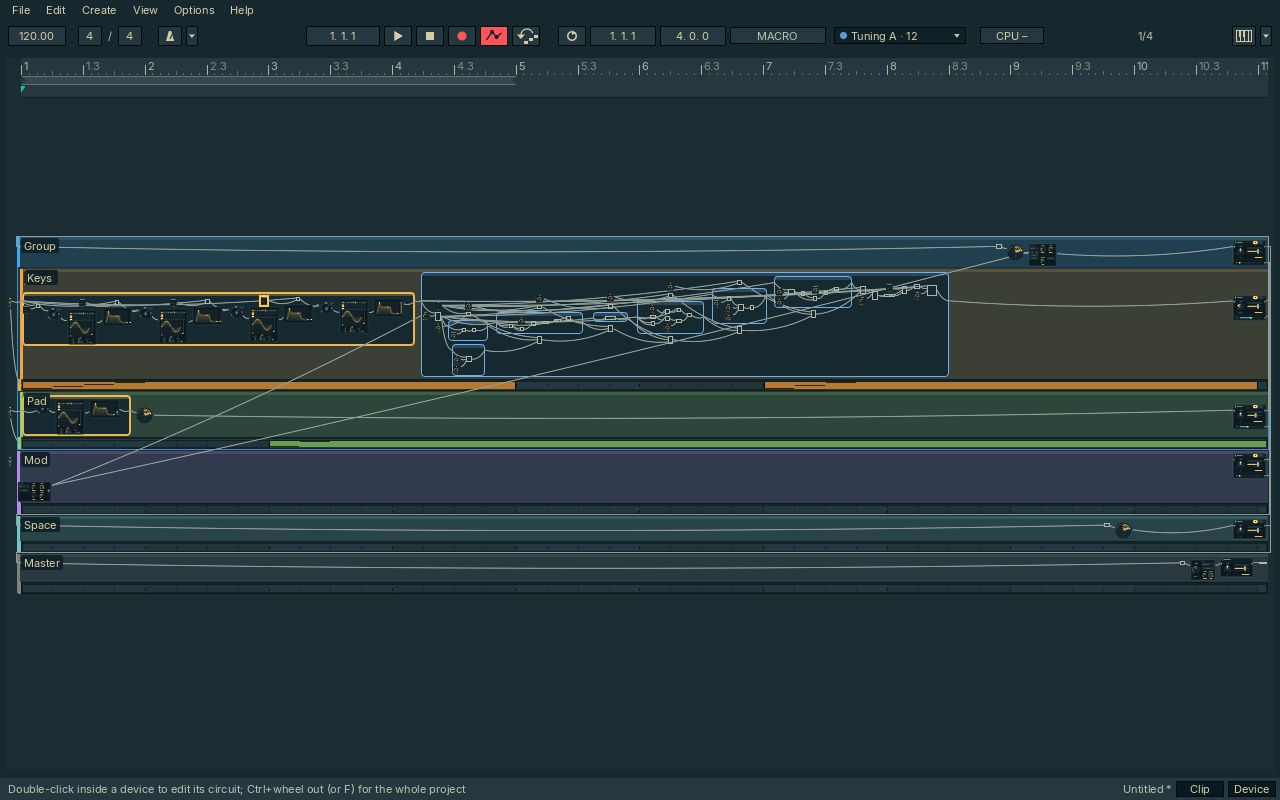 File Edit Create View Options Help
120.00 4 / 4 1. 1. 1 1. 1. 1 4. 0. 0 MACRO Tuning A · 12 CPU – 1/4
1 1.3 2 2.3 3 3.3 4 4.3 5 5.3 6 6.3 7 7.3 8 8.3 9 9.3 10 10.3 11
Group
Keys
Pad
Mod
Space
Master
Double-click inside a device to edit its circuit; Ctrl+wheel out (or F) for the whole project Untitled * Clip Device